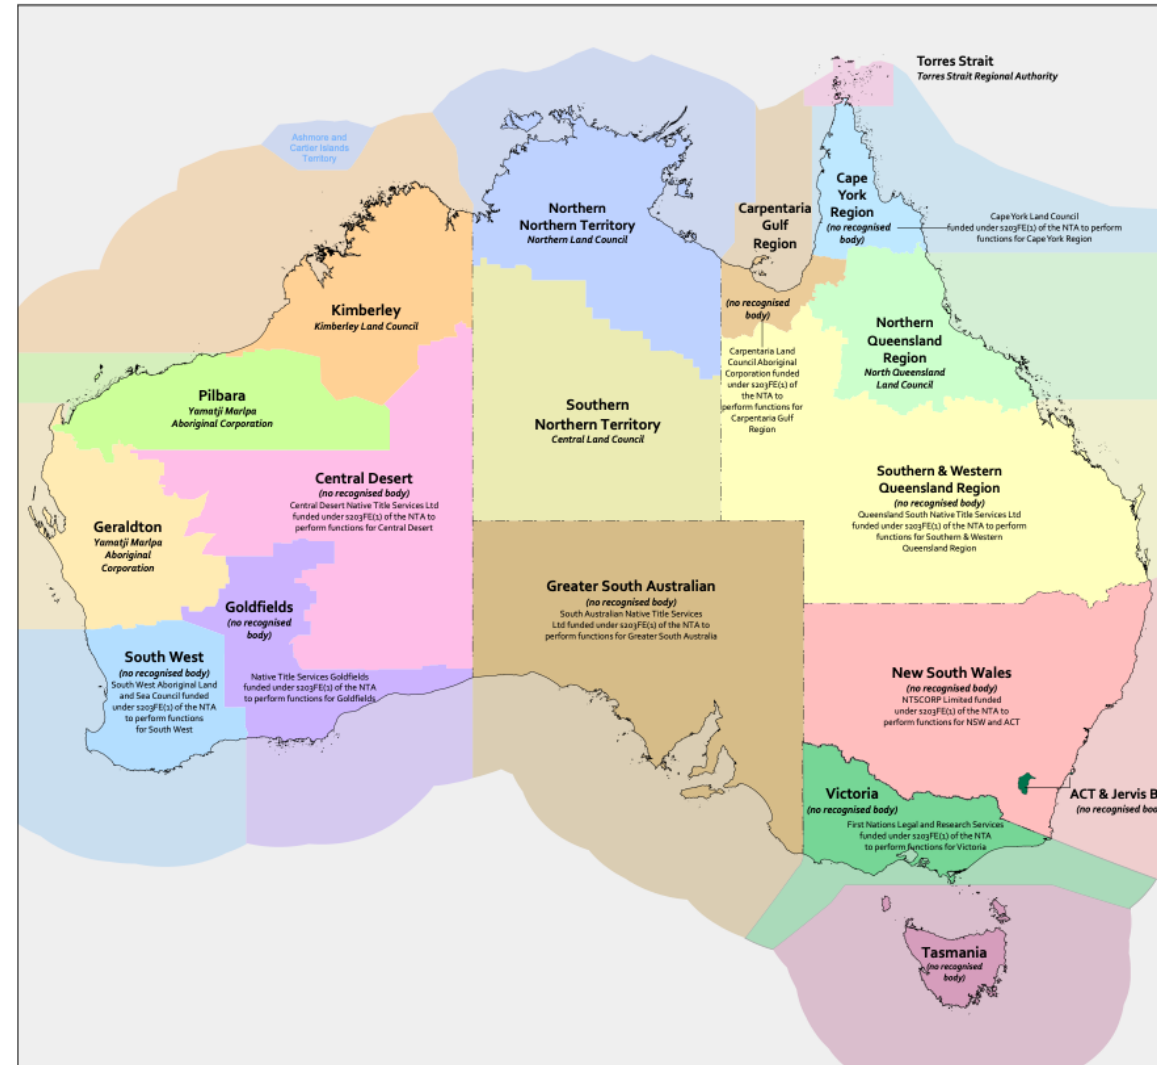 Torres Strait
Torres Strait Regional Authority
Ashmore and
Cartier Islands
Territory
Cape
York
Region
(no recognised
body)
Cape York Land Council
funded under s203FE(1) of the NTA to perform
functions for Cape York Region
Northern
Northern Territory
Northern Land Council
Carpentaria
Gulf
Region
(no recognised
body)
Carpentaria Land
Council Aboriginal
Corporation funded
under s203FE(1) of
the NTA to
perform functions for
Carpentaria Gulf
Region
Kimberley
Kimberley Land Council
Northern
Queensland
Region
North Queensland
Land Council
Pilbara
Yamatji Marlpa
Aboriginal Corporation
Southern
Northern Territory
Central Land Council
Central Desert
(no recognised body)
Central Desert Native Title Services Ltd
funded under s203FE(1) of the NTA to
perform functions for Central Desert
Southern & Western
Queensland Region
(no recognised body)
Queensland South Native Title Services Ltd
funded under s203FE(1) of the NTA to perform
functions for Southern & Western
Queensland Region
Geraldton
Yamatji Marlpa
Aboriginal
Corporation
Greater South Australian
(no recognised body)
South Australian Native Title Services
Ltd funded under s203FE(1) of the NTA to
perform functions for Greater South Australia
Goldfields
(no recognised
body)
Native Title Services Goldfields
funded under s203FE(1) of the NTA
to perform functions for Goldfields
South West
(no recognised body)
South West Aboriginal Land
and Sea Council funded
under s203FE(1) of the NTA
to perform functions
for South West
New South Wales
(no recognised body)
NTSCORP Limited funded
under s203FE(1) of the NTA to
perform functions for NSW and ACT
Victoria
(no recognised body)
First Nations Legal and Research Services
funded under s203FE(1) of the NTA
to perform functions for Victoria
ACT & Jervis B
(no recognised bod
Tasmania
(no recognised
body)